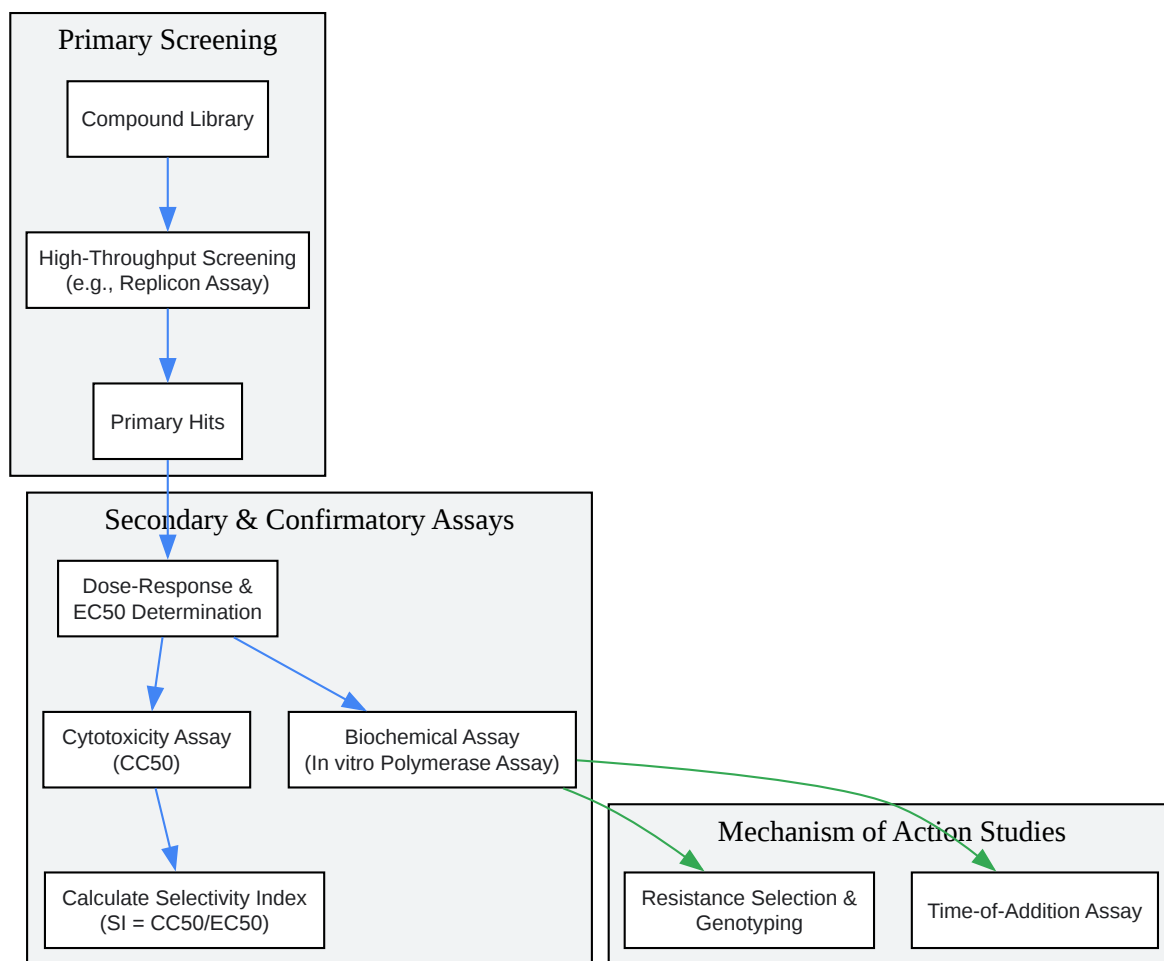 Primary Screening
Compound Library
High-Throughput Screening
(e.g., Replicon Assay)
Primary Hits
Secondary & Confirmatory Assays
Dose-Response &
EC50 Determination
Cytotoxicity Assay
(CC50)
Biochemical Assay
(In vitro Polymerase Assay)
Calculate Selectivity Index
(SI = CC50/EC50)
Mechanism of Action Studies
Resistance Selection &
Genotyping
Time-of-Addition Assay